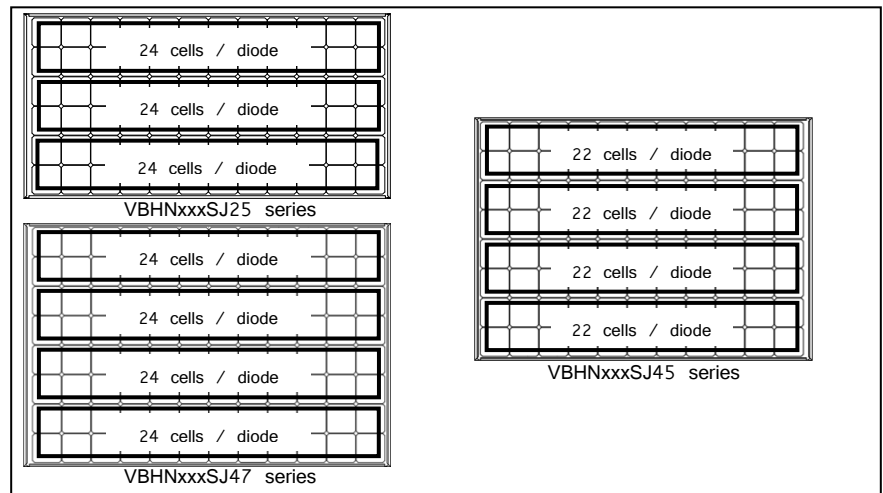 24 cells / diode
24 cells / diode
24 cells / diode
VBHNxxxSJ25 series
24 cells / diode
24 cells / diode
24 cells / diode
24 cells / diode
VBHNxxxSJ47 series
22 cells / diode
22 cells / diode
22 cells / diode
22 cells / diode
VBHNxxxSJ45 series